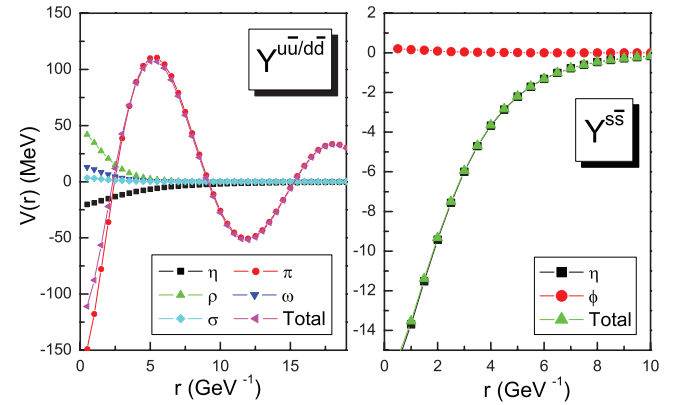 150
100
50
0
-50
-100
-150
V(r) (MeV)
Y^{uū/dd̄}
η π
ρ ω
σ Total
0 5 10 15
r (GeV^{-1})
2
0
-2
-4
-6
-8
-10
-12
-14
Y^{ss̄}
η
ϕ
Total
0 2 4 6 8 10
r (GeV^{-1})